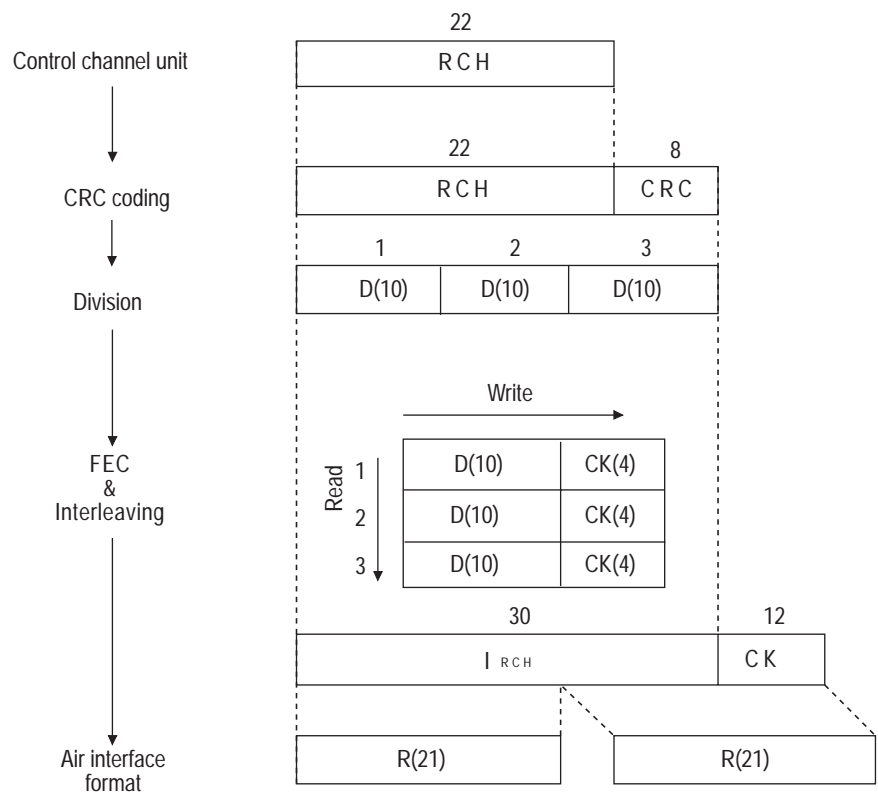 22
Control channel unit
R C H
22 8
CRC coding
R C H C R C
1 2 3
Division
D(10) D(10) D(10)
Write
Read
1 D(10) CK(4)
2 D(10) CK(4)
3 D(10) CK(4)
FEC
&
Interleaving
30 12
I RCH C K
Air interface
format
R(21) R(21)